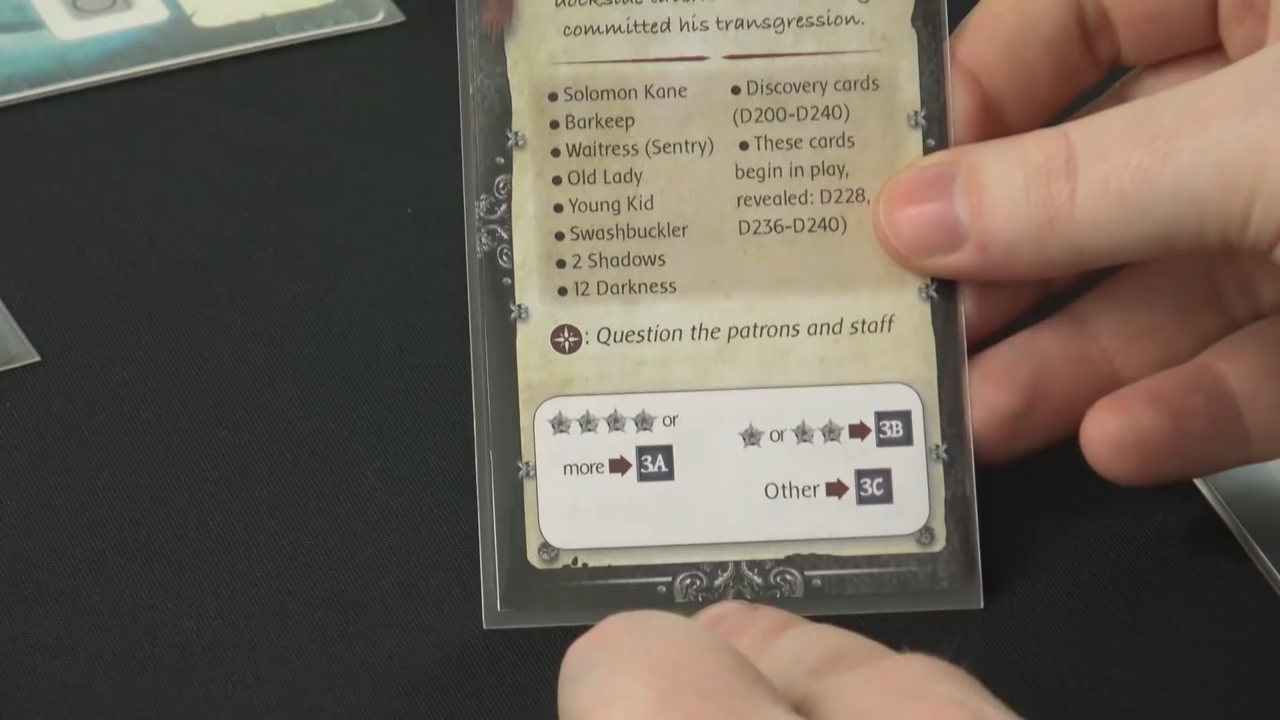 committed his transgression.
• Solomon Kane
• Barkeep
• Waitress (Sentry)
• Old Lady
• Young Kid
• Swashbuckler
• 2 Shadows
• 12 Darkness
• Discovery cards
(D200-D240)
• These cards
begin in play,
revealed: D228,
D236-D240)
: Question the patrons and staff
or
more 3A
or 3B
Other 3C